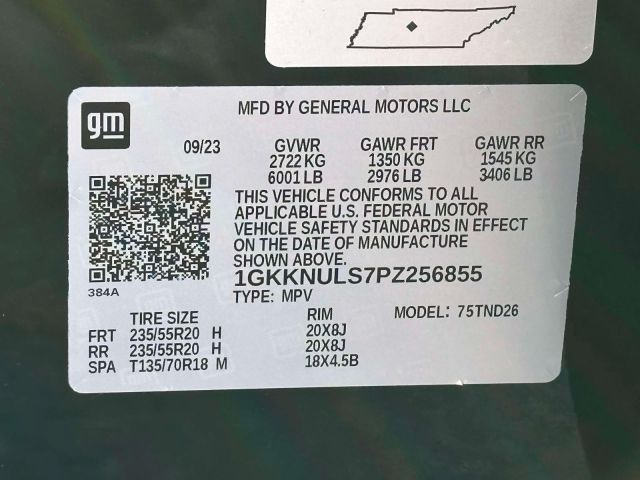 gm
MFD BY GENERAL MOTORS LLC
09/23 GVWR GAWR FRT GAWR RR
2722 KG 1350 KG 1545 KG
6001 LB 2976 LB 3406 LB
THIS VEHICLE CONFORMS TO ALL
APPLICABLE U.S. FEDERAL MOTOR
VEHICLE SAFETY STANDARDS IN EFFECT
ON THE DATE OF MANUFACTURE
SHOWN ABOVE.
1GKKNULS7PZ256855
384A
TYPE: MPV
TIRE SIZE RIM MODEL: 75TND26
FRT 235/55R20 H 20X8J
RR 235/55R20 H 20X8J
SPA T135/70R18 M 18X4.5B